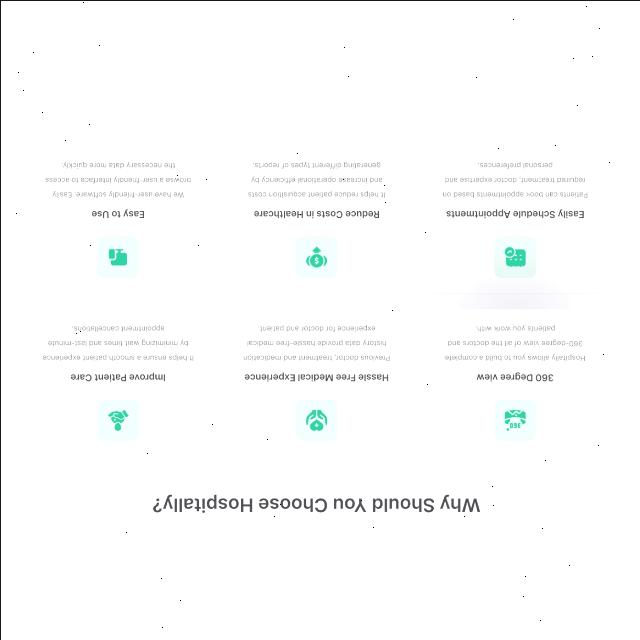 Why Should You Choose Hospitally?
360
360 Degree view
Hospitally allows you to build a complete
360-degree view of at the doctors and
patients you work with.
Hassle Free Medical Experience
Previous doctor, treatment and medication
history data provide hassle-free medical
experience for doctor and patient.
Improve Patient Care
It helps ensure a smooth patient experience
by minimizing wait times and last-minute
appointment cancellations.
Easily Schedule Appointments
Patients can book appointments based on
required treatment, doctor expertise and
personal preferences.
Reduce Costs in Healthcare
It helps reduce patient acquisition costs
and increase operational efficiency by
generating different types of reports.
Easy to Use
We have user-friendly software. Easily
browse a user-friendly interface to access
the necessary data more quickly.